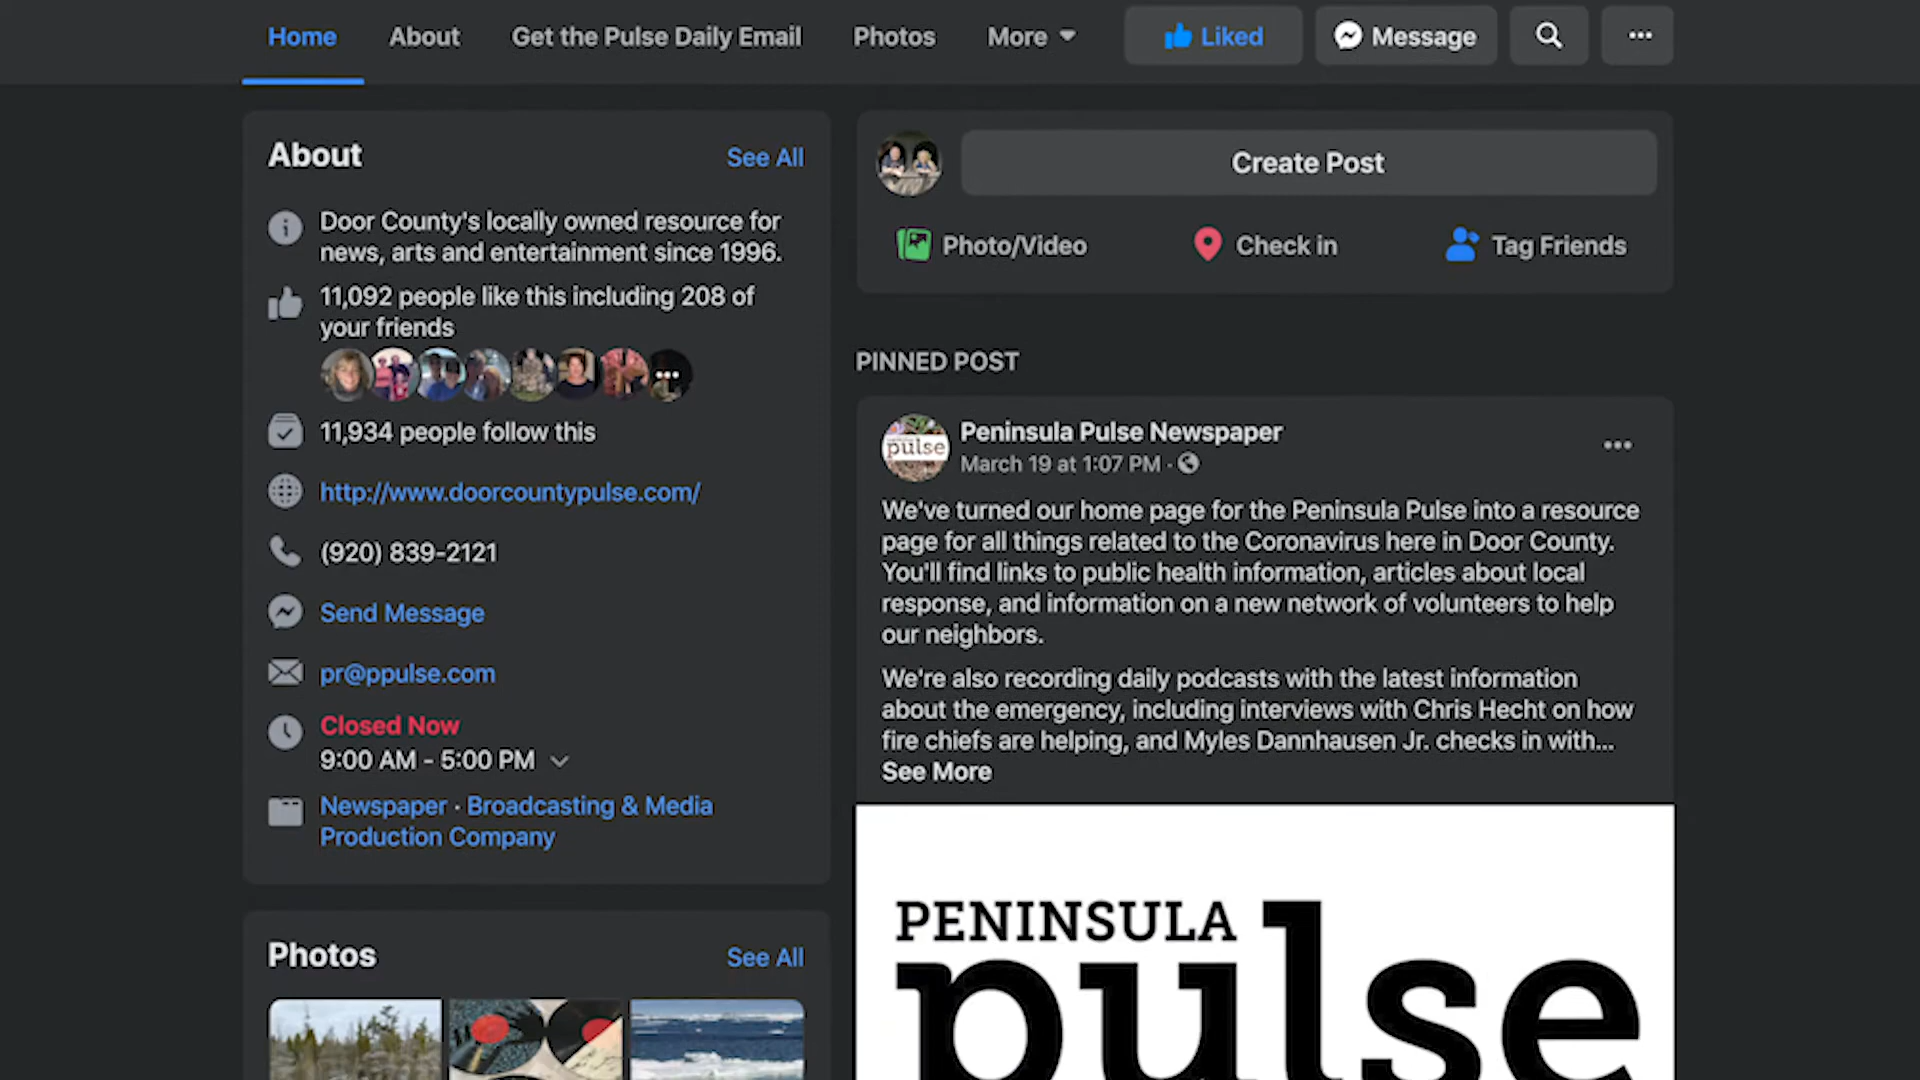 Home
About
Get the Pulse Daily Email
Photos
More
Liked
Message
About
See All
Door County's locally owned resource for
news, arts and entertainment since 1996.
11,092 people like this including 208 of
your friends
11,934 people follow this
http://www.doorcountypulse.com/
(920) 839-2121
Send Message
pr@ppulse.com
Closed Now
9:00 AM - 5:00 PM
Newspaper · Broadcasting & Media
Production Company
Photos
See All
Create Post
Photo/Video
Check in
Tag Friends
PINNED POST
pulse
Peninsula Pulse Newspaper
March 19 at 1:07 PM ·
We've turned our home page for the Peninsula Pulse into a resource
page for all things related to the Coronavirus here in Door County.
You'll find links to public health information, articles about local
response, and information on a new network of volunteers to help
our neighbors.
We're also recording daily podcasts with the latest information
about the emergency, including interviews with Chris Hecht on how
fire chiefs are helping, and Myles Dannhausen Jr. checks in with...
See More
PENINSULA
pulse